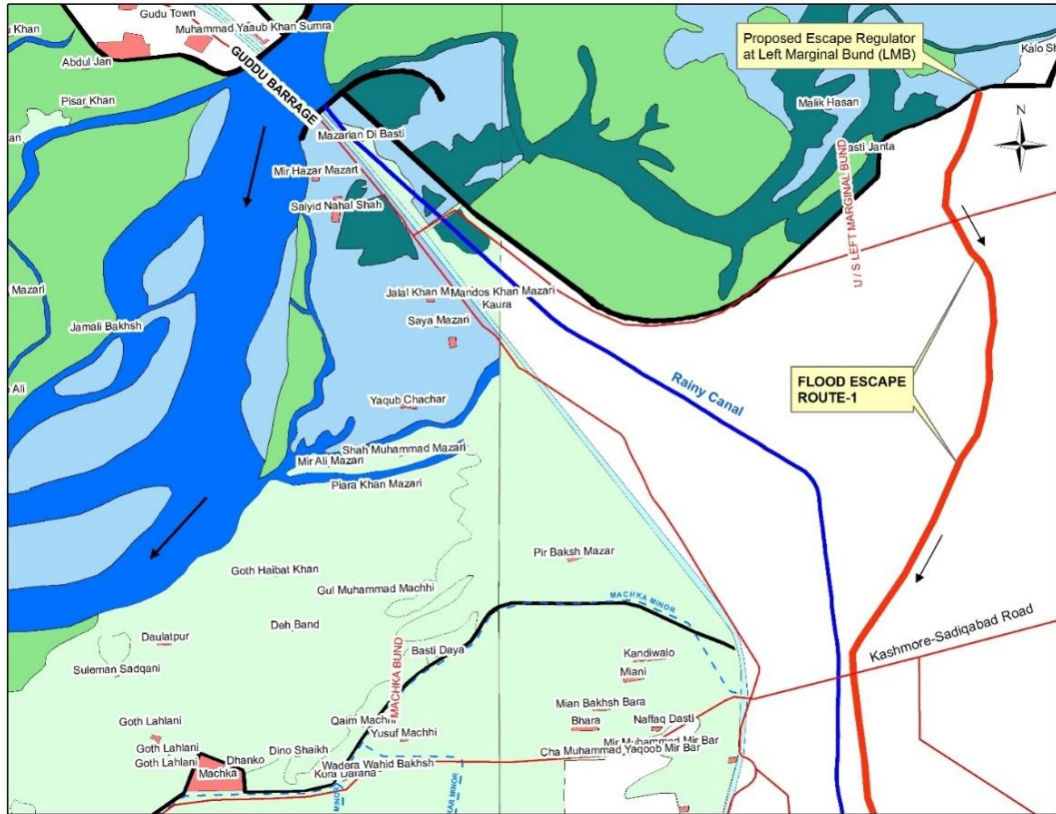 Gudu Town
Muhammad Yaqub Khan Sumra
Khan
Abdul Jan
Pisar Khan
GUDDU BARRAGE
Proposed Escape Regulator
at Left Marginal Bund (LMB)
Kalo Sh
Malik Hasan
Basti Janta
N
Mazarian Di Basti
Mir Hazar Mazart
Salyid Nahal Shah
U / S LEFT MARGINAL BUND
Mazari
Jalal Khan M
Mandos Khan Mazari
Kaura
Jamali Bakhsh
Saya Mazari
Ali
Rainy Canal
FLOOD ESCAPE
ROUTE-1
Yaqub Chachar
Shah Muhammad Mazari
Mir Ali Mazari
Piara Khan Mazari
Pir Baksh Mazar
Goth Haibat Khan
Gul Muhammad Machhi
MACHKA MINOR
Deh Band
Daulatpur
Kashmore-Sadiqabad Road
Basti Daya
Suleman Sadqani
MACHKA BUND
Kandiwalo
Miani
Mian Bakhsh Bara
Goth Lahlani
Qaim Machi
Bhara
Naffaq Dasti
Yusuf Machhi
Mir Muhammad Mir Bar
Goth Lahlani
Dino Shaikh
Cha Muhammad Yaqoob Mir Bar
Goth Lahlani
Dhanko
Wadera Wahid Bakhsh
Machka
Kora Darana
MINOR
KAR MINOR